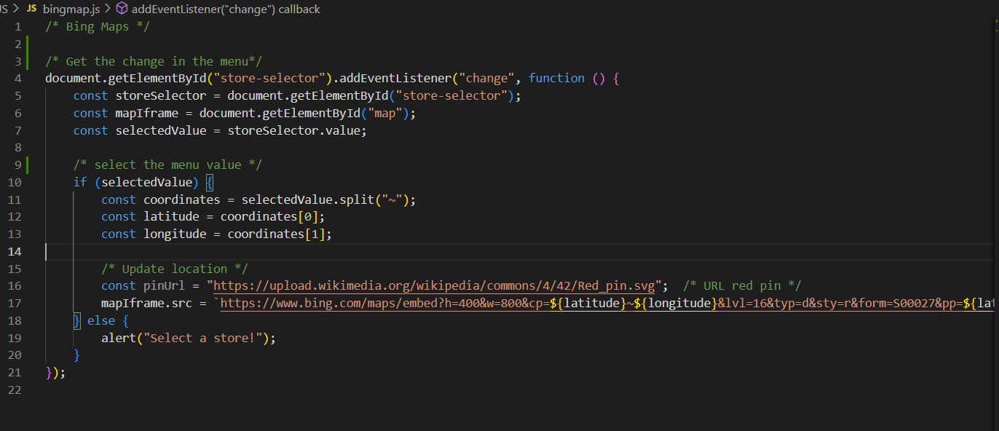 JS > JS bingmap.js > addEventListener("change") callback
1 /* Bing Maps */
2
3 /* Get the change in the menu*/
4 document.getElementById("store-selector").addEventListener("change", function () {
5 const storeSelector = document.getElementById("store-selector");
6 const mapIframe = document.getElementById("map");
7 const selectedValue = storeSelector.value;
8
9 /* select the menu value */
10 if (selectedValue) {
11 const coordinates = selectedValue.split("~");
12 const latitude = coordinates[0];
13 const longitude = coordinates[1];
14
15 /* Update location */
16 const pinUrl = "https://upload.wikimedia.org/wikipedia/commons/4/42/Red_pin.svg"; /* URL red pin */
17 mapIframe.src = `https://www.bing.com/maps/embed?h=400&w=800&cp=${latitude}~${longitude}&lvl=16&typ=d&sty=r&form=S00027&pp=${lat
18 } else {
19 alert("Select a store!");
20 }
21 });
22